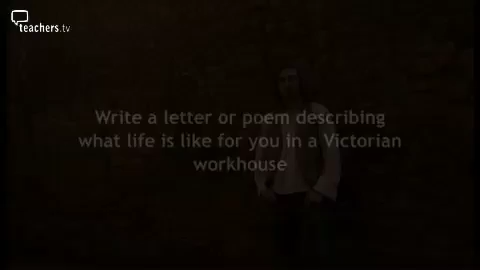 teachers.tv
Write a letter or poem describing
what life is like for you in a Victorian
workhouse